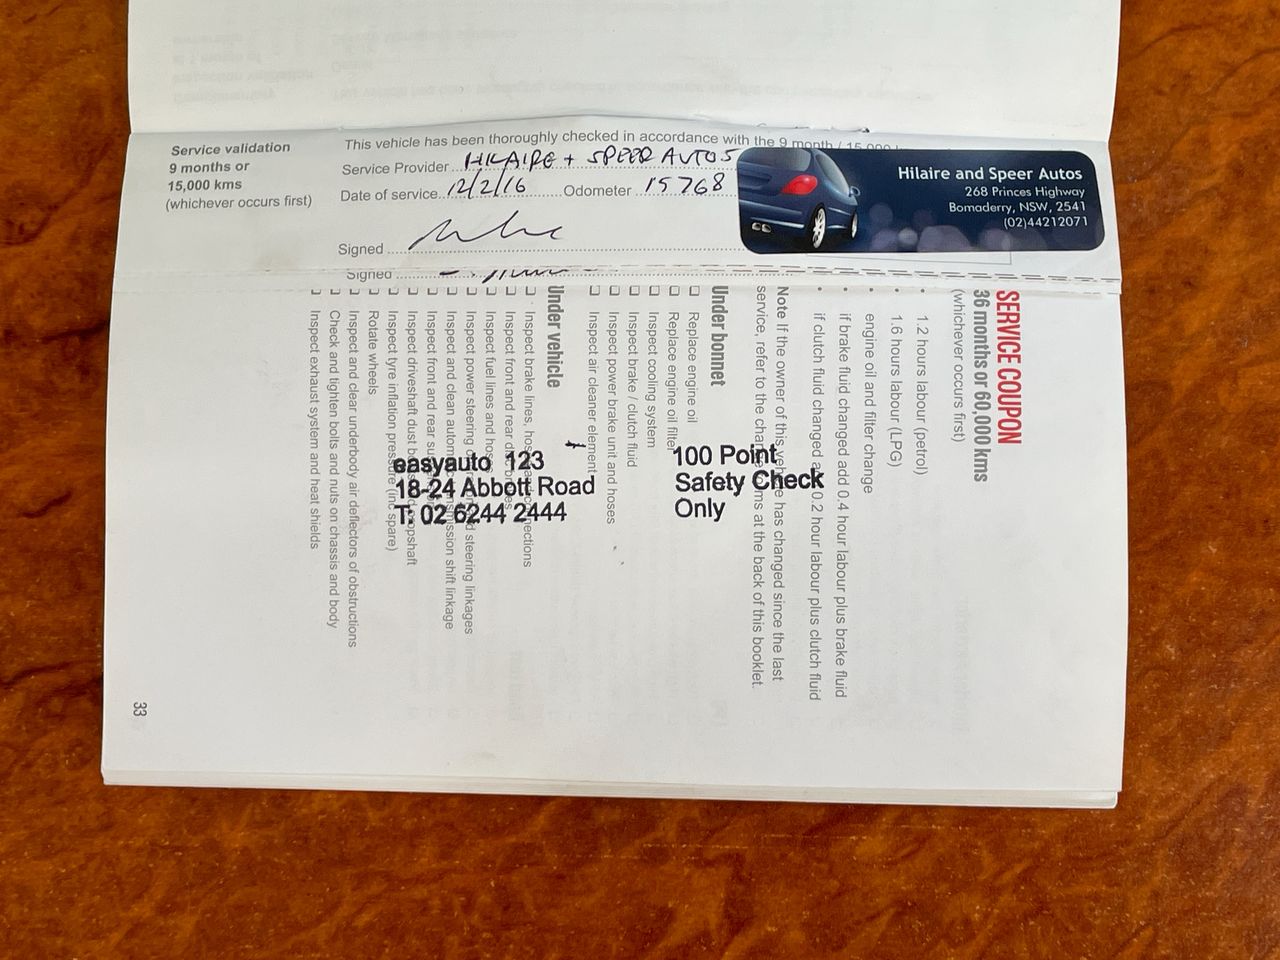 Service validation
9 months or
15,000 kms
(whichever occurs first)
This vehicle has been thoroughly checked in accordance with the 9 month / 15,000
Service Provider HILAIRE + SPEER AUTOS
Date of service 12/2/16 Odometer 15768
Signed
Signed
Hilaire and Speer Autos
268 Princes Highway
Bomaderry, NSW, 2541
(02)44212071
SERVICE COUPON
36 months or 60,000 kms
(whichever occurs first)
• 1.2 hours labour (petrol)
• 1.6 hours labour (LPG)
engine oil and filter change
• if brake fluid changed add 0.4 hour labour plus brake fluid
• if clutch fluid changed add 0.2 hour labour plus clutch fluid
Note If the owner of this vehicle has changed since the last
service, refer to the change forms at the back of this booklet.
Under bonnet
Replace engine oil
Replace engine oil filter
Inspect cooling system
Inspect brake / clutch fluid
Inspect power brake unit and hoses
Inspect air cleaner element
Under vehicle
Inspect brake lines, hoses and connections
Inspect front and rear disc
Inspect fuel lines and hoses
Inspect power steering steering linkages
Inspect and clean automatic transmission shift linkage
Inspect front and rear
Inspect driveshaft dust boots and propshaft
Inspect tyre inflation pressure (inc spare)
Rotate wheels
Inspect and clear underbody air deflectors of obstructions
Check and tighten bolts and nuts on chassis and body
Inspect exhaust system and heat shields
easyauto 123
18-24 Abbott Road
T: 02 6244 2444
100 Point
Safety Check
Only
33